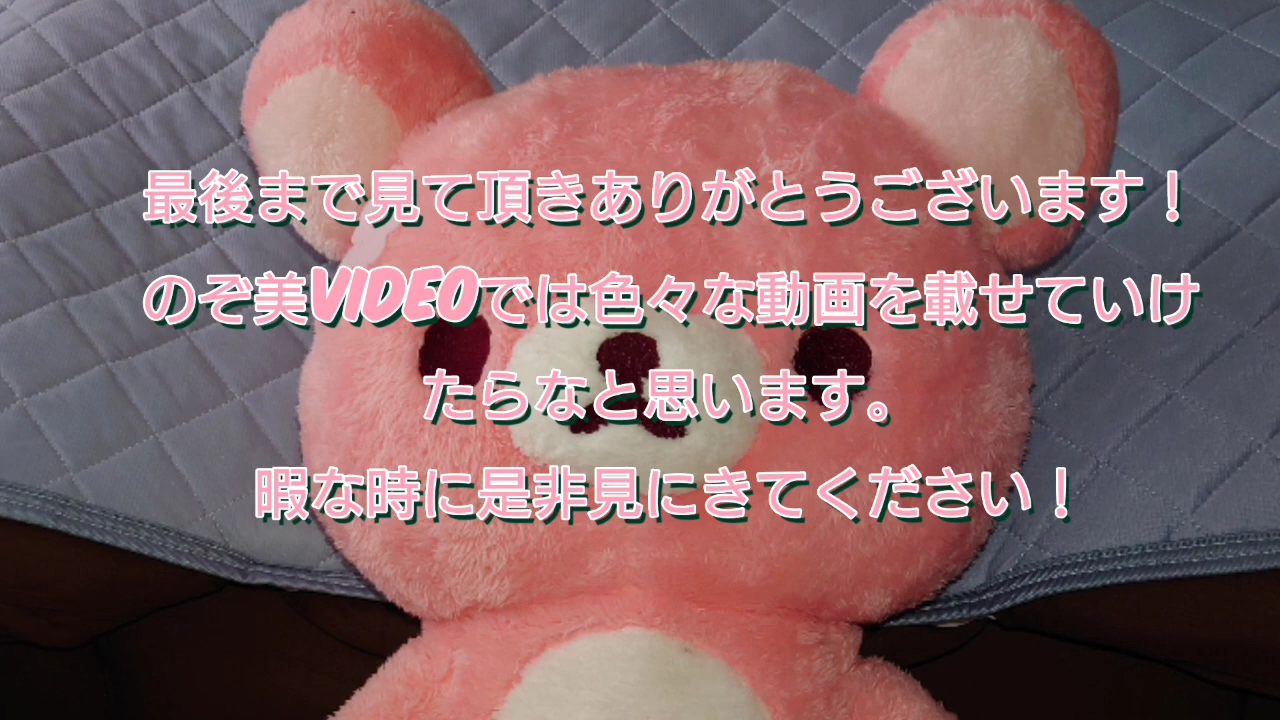 最後まで見て頂きありがとうございます！
のぞ美VIDEOでは色々な動画を載せていけ
たらなと思います。
暇な時に是非見にきてください！